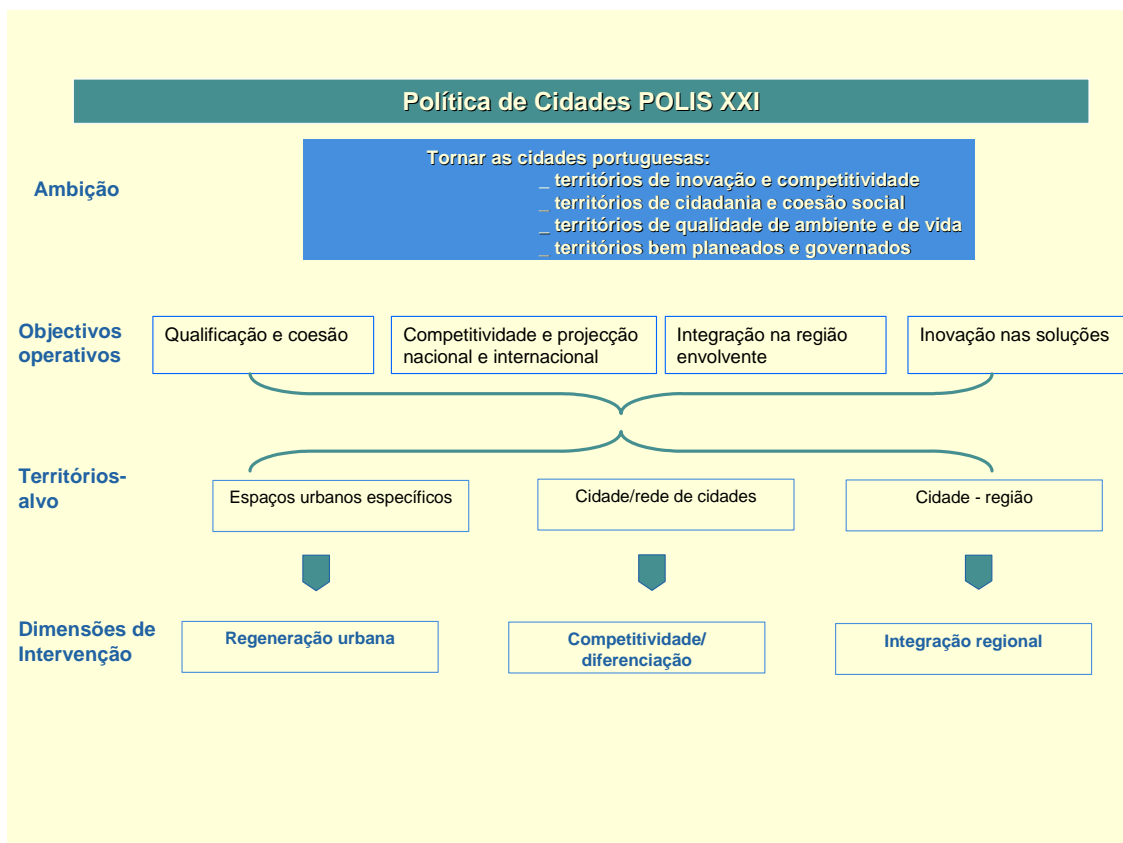 Política de Cidades POLIS XXI
Ambição
Tornar as cidades portuguesas:
_ territórios de inovação e competitividade
_ territórios de cidadania e coesão social
_ territórios de qualidade de ambiente e de vida
_ territórios bem planeados e governados
Objectivos
operativos
Qualificação e coesão
Competitividade e projecção
nacional e internacional
Integração na região
envolvente
Inovação nas soluções
Territórios-
alvo
Espaços urbanos específicos
Cidade/rede de cidades
Cidade - região
Dimensões de
Intervenção
Regeneração urbana
Competitividade/
diferenciação
Integração regional